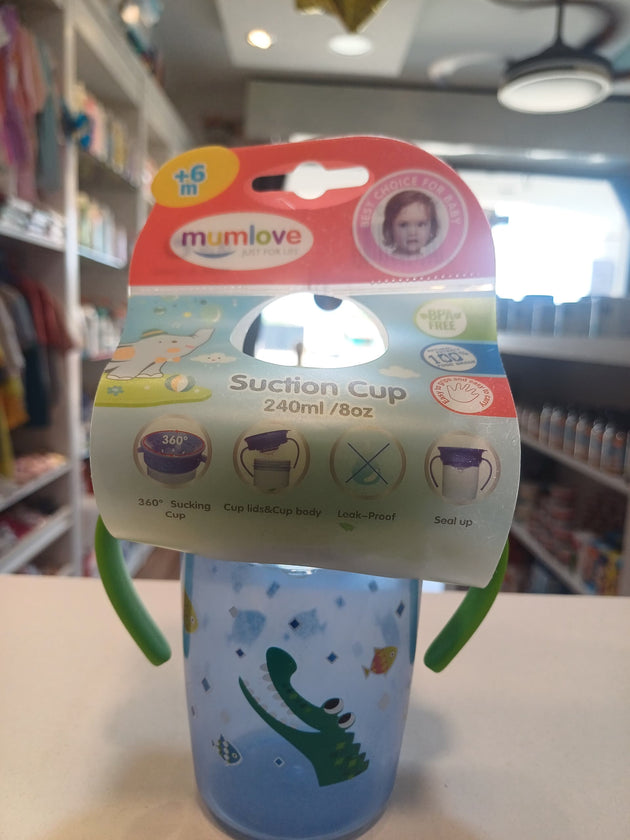 +6
m
mumlove
JUST FOR LIFE
BEST CHOICE FOR BABY
BPA
FREE
100°
Suction Cup
240ml /8oz
360°
360° Sucking
Cup
Cup lids&Cup body
Leak-Proof
Seal up